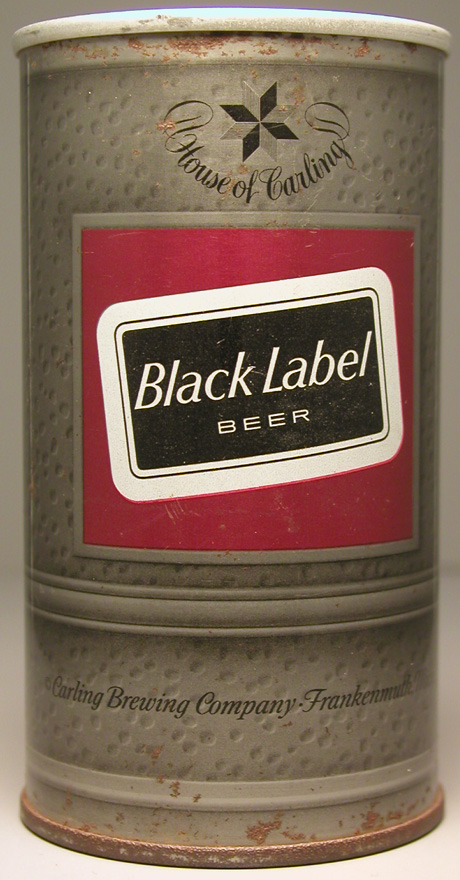 House of Carling
Black Label
BEER
Carling Brewing Company · Frankenmuth,